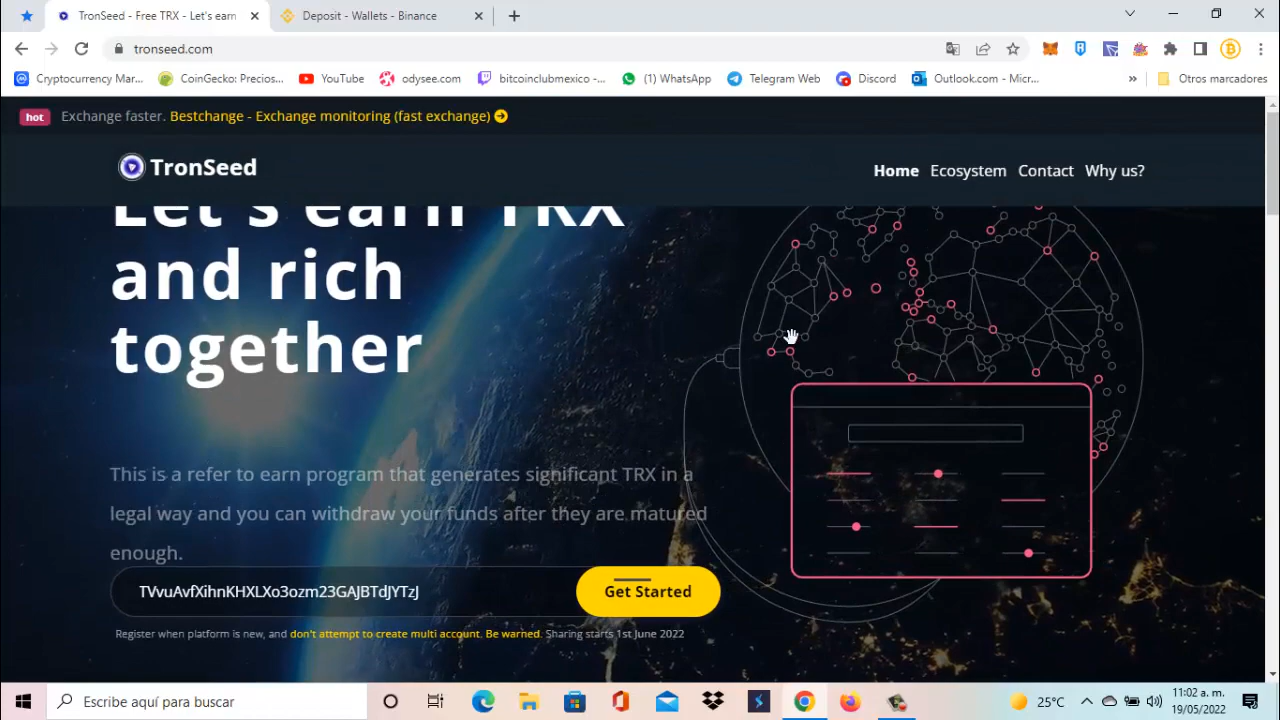 TronSeed - Free TRX - Let's earn
Deposit - Wallets - Binance
tronseed.com
Cryptocurrency Mar...
CoinGecko: Precios...
YouTube
odysee.com
bitcoinclubmexico -...
(1) WhatsApp
Telegram Web
Discord
Outlook.com - Micr...
»
Otros marcadores
hot Exchange faster. Bestchange - Exchange monitoring (fast exchange)
TronSeed
Home Ecosystem Contact Why us?
Let's earn TRX
and rich
together
This is a refer to earn program that generates significant TRX in a
legal way and you can withdraw your funds after they are matured
enough.
TVvuAvfXihnKHXLXo3ozm23GAJBTdJYTzJ
Get Started
Register when platform is new, and don't attempt to create multi account. Be warned. Sharing starts 1st June 2022
Escribe aquí para buscar
25°C
11:02 a. m.
19/05/2022